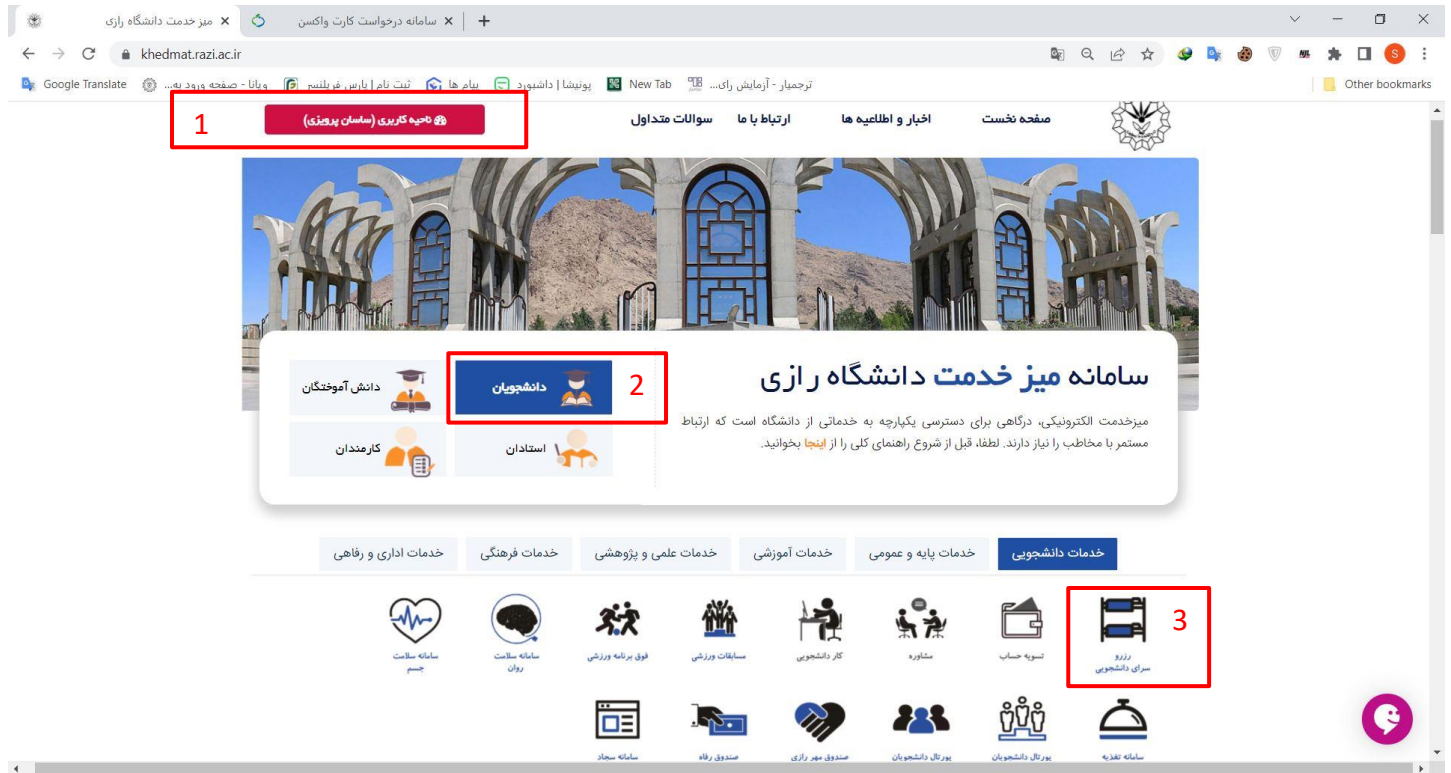 میز خدمت دانشگاه رازی
سامانه درخواست کارت واکسن
khedmat.razi.ac.ir
Google Translate
ویانا - صفحه ورود به...
ثبت نام | پارس فریلنسر
پیام ها
پونیشا | داشبورد
New Tab
ترجمیار - آزمایش رای...
Other bookmarks
1
صفحه نخست
اخبار و اطلاعیه ها
ارتباط با ما
سوالات متداول
ناحیه کاربری (ساسان پرویزی)
سامانه میز خدمت دانشگاه رازی
میزخدمت الکترونیکی، درگاهی برای دسترسی یکپارچه به خدماتی از دانشگاه است که ارتباط
مستمر با مخاطب را نیاز دارند. لطفا، قبل از شروع راهنمای کلی را از اینجا بخوانید.
2
دانشجویان
دانش آموختگان
استادان
کارمندان
خدمات دانشجویی
خدمات پایه و عمومی
خدمات آموزشی
خدمات علمی و پژوهشی
خدمات فرهنگی
خدمات اداری و رفاهی
3
رزرو
سرای دانشجویی
تسویه حساب
مشاوره
کار دانشجویی
مسابقات ورزشی
فوق برنامه ورزشی
سامانه سلامت
روان
سامانه سلامت
جسم
سامانه تغذیه
پورتال دانشجویان
پورتال دانشجویان
صندوق مهر رازی
صندوق رفاه
سامانه سجاد
S